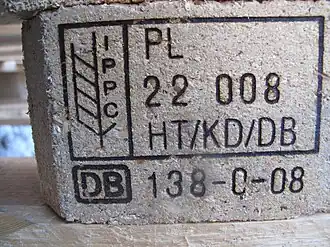 IPPC
PL
22 008
HT/KD/DB
DB 138-0-08